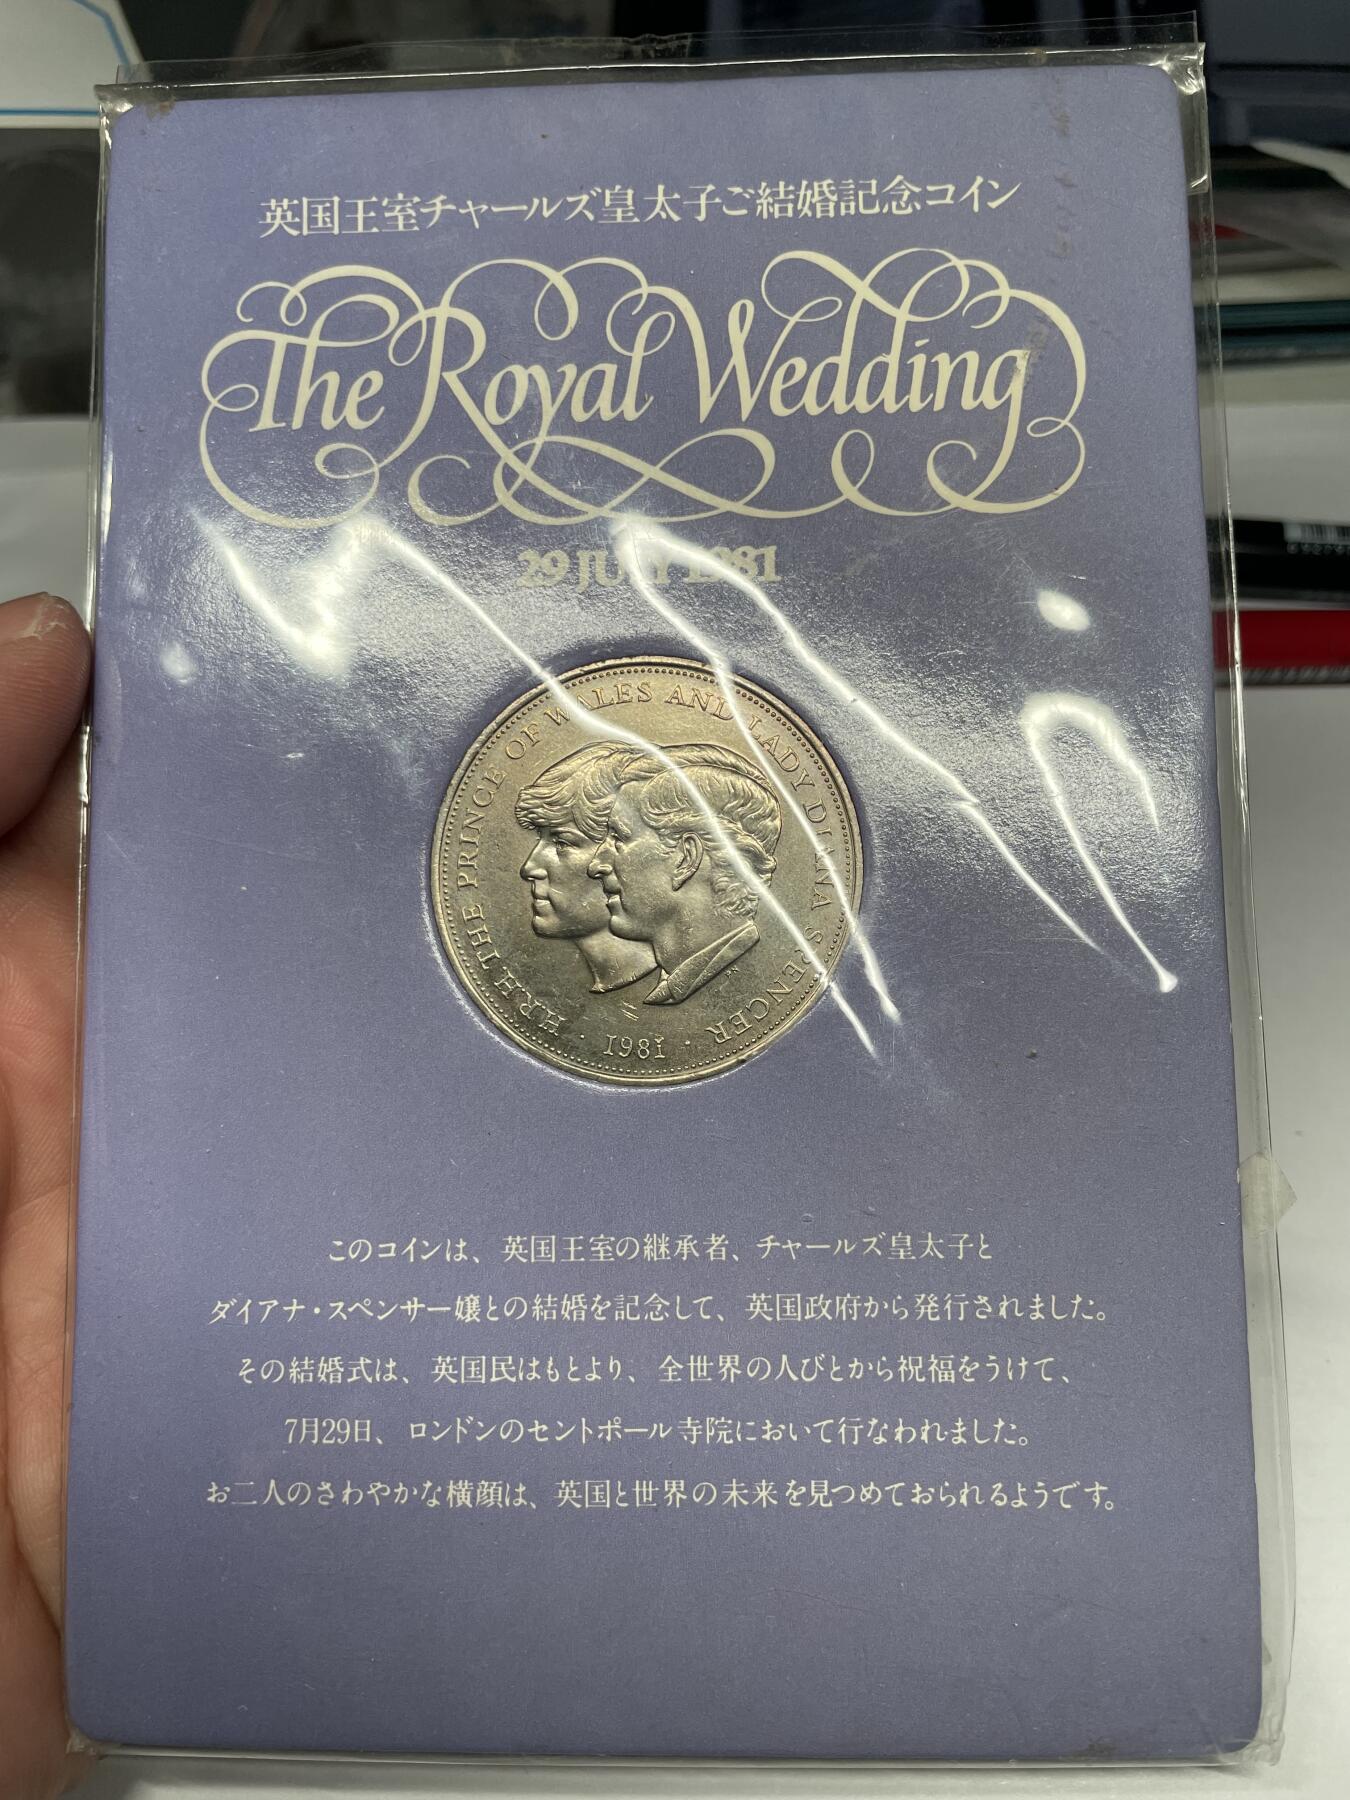 英国王室チャールズ皇太子ご結婚記念コイン
The Royal Wedding
29 JULY 1981
H.R.H. THE PRINCE OF WALES AND LADY DIANA SPENCER
· 1981 ·
このコインは、英国王室の継承者、チャールズ皇太子と
ダイアナ・スペンサー嬢との結婚を記念して、英国政府から発行されました。
その結婚式は、英国民はもとより、全世界の人びとから祝福をうけて、
7月29日、ロンドンのセントポール寺院において行なわれました。
お二人のさわやかな横顔は、英国と世界の未来を見つめておられるようです。